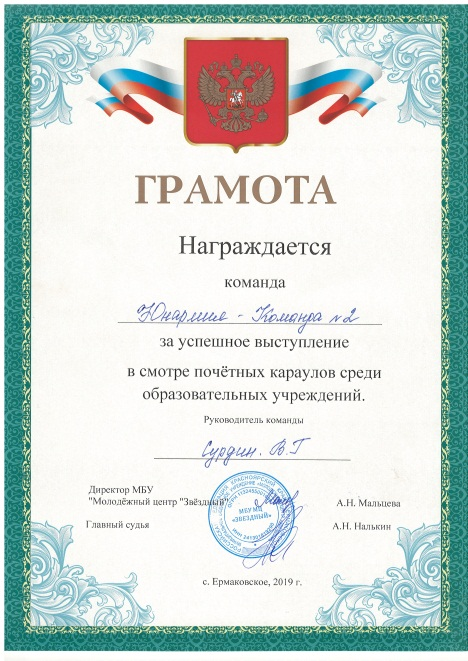 ГРАМОТА
Награждается
команда
Юнармия - Команда №2
за успешное выступление
в смотре почётных караулов среди
образовательных учреждений.
Руководитель команды
Сурдин. В.Г
Директор МБУ
"Молодёжный центр "Звёздный" А.Н. Мальцева
МБУ МЦ
«ЗВЕЗДНЫЙ»
Главный судья А.Н. Налькин
с. Ермаковское, 2019 г.